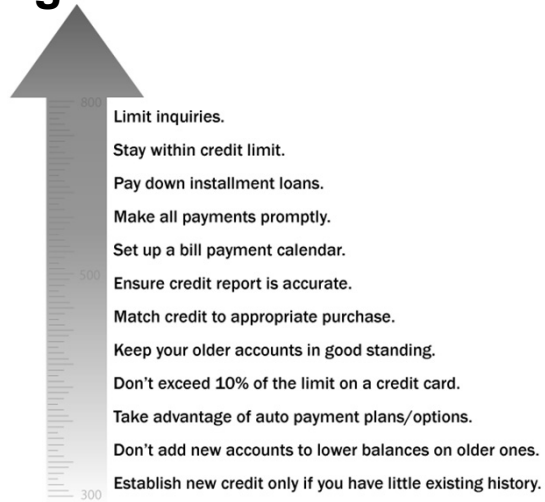 800
Limit inquiries.
Stay within credit limit.
Pay down installment loans.
Make all payments promptly.
Set up a bill payment calendar.
500
Ensure credit report is accurate.
Match credit to appropriate purchase.
Keep your older accounts in good standing.
Don't exceed 10% of the limit on a credit card.
Take advantage of auto payment plans/options.
Don't add new accounts to lower balances on older ones.
Establish new credit only if you have little existing history.
300